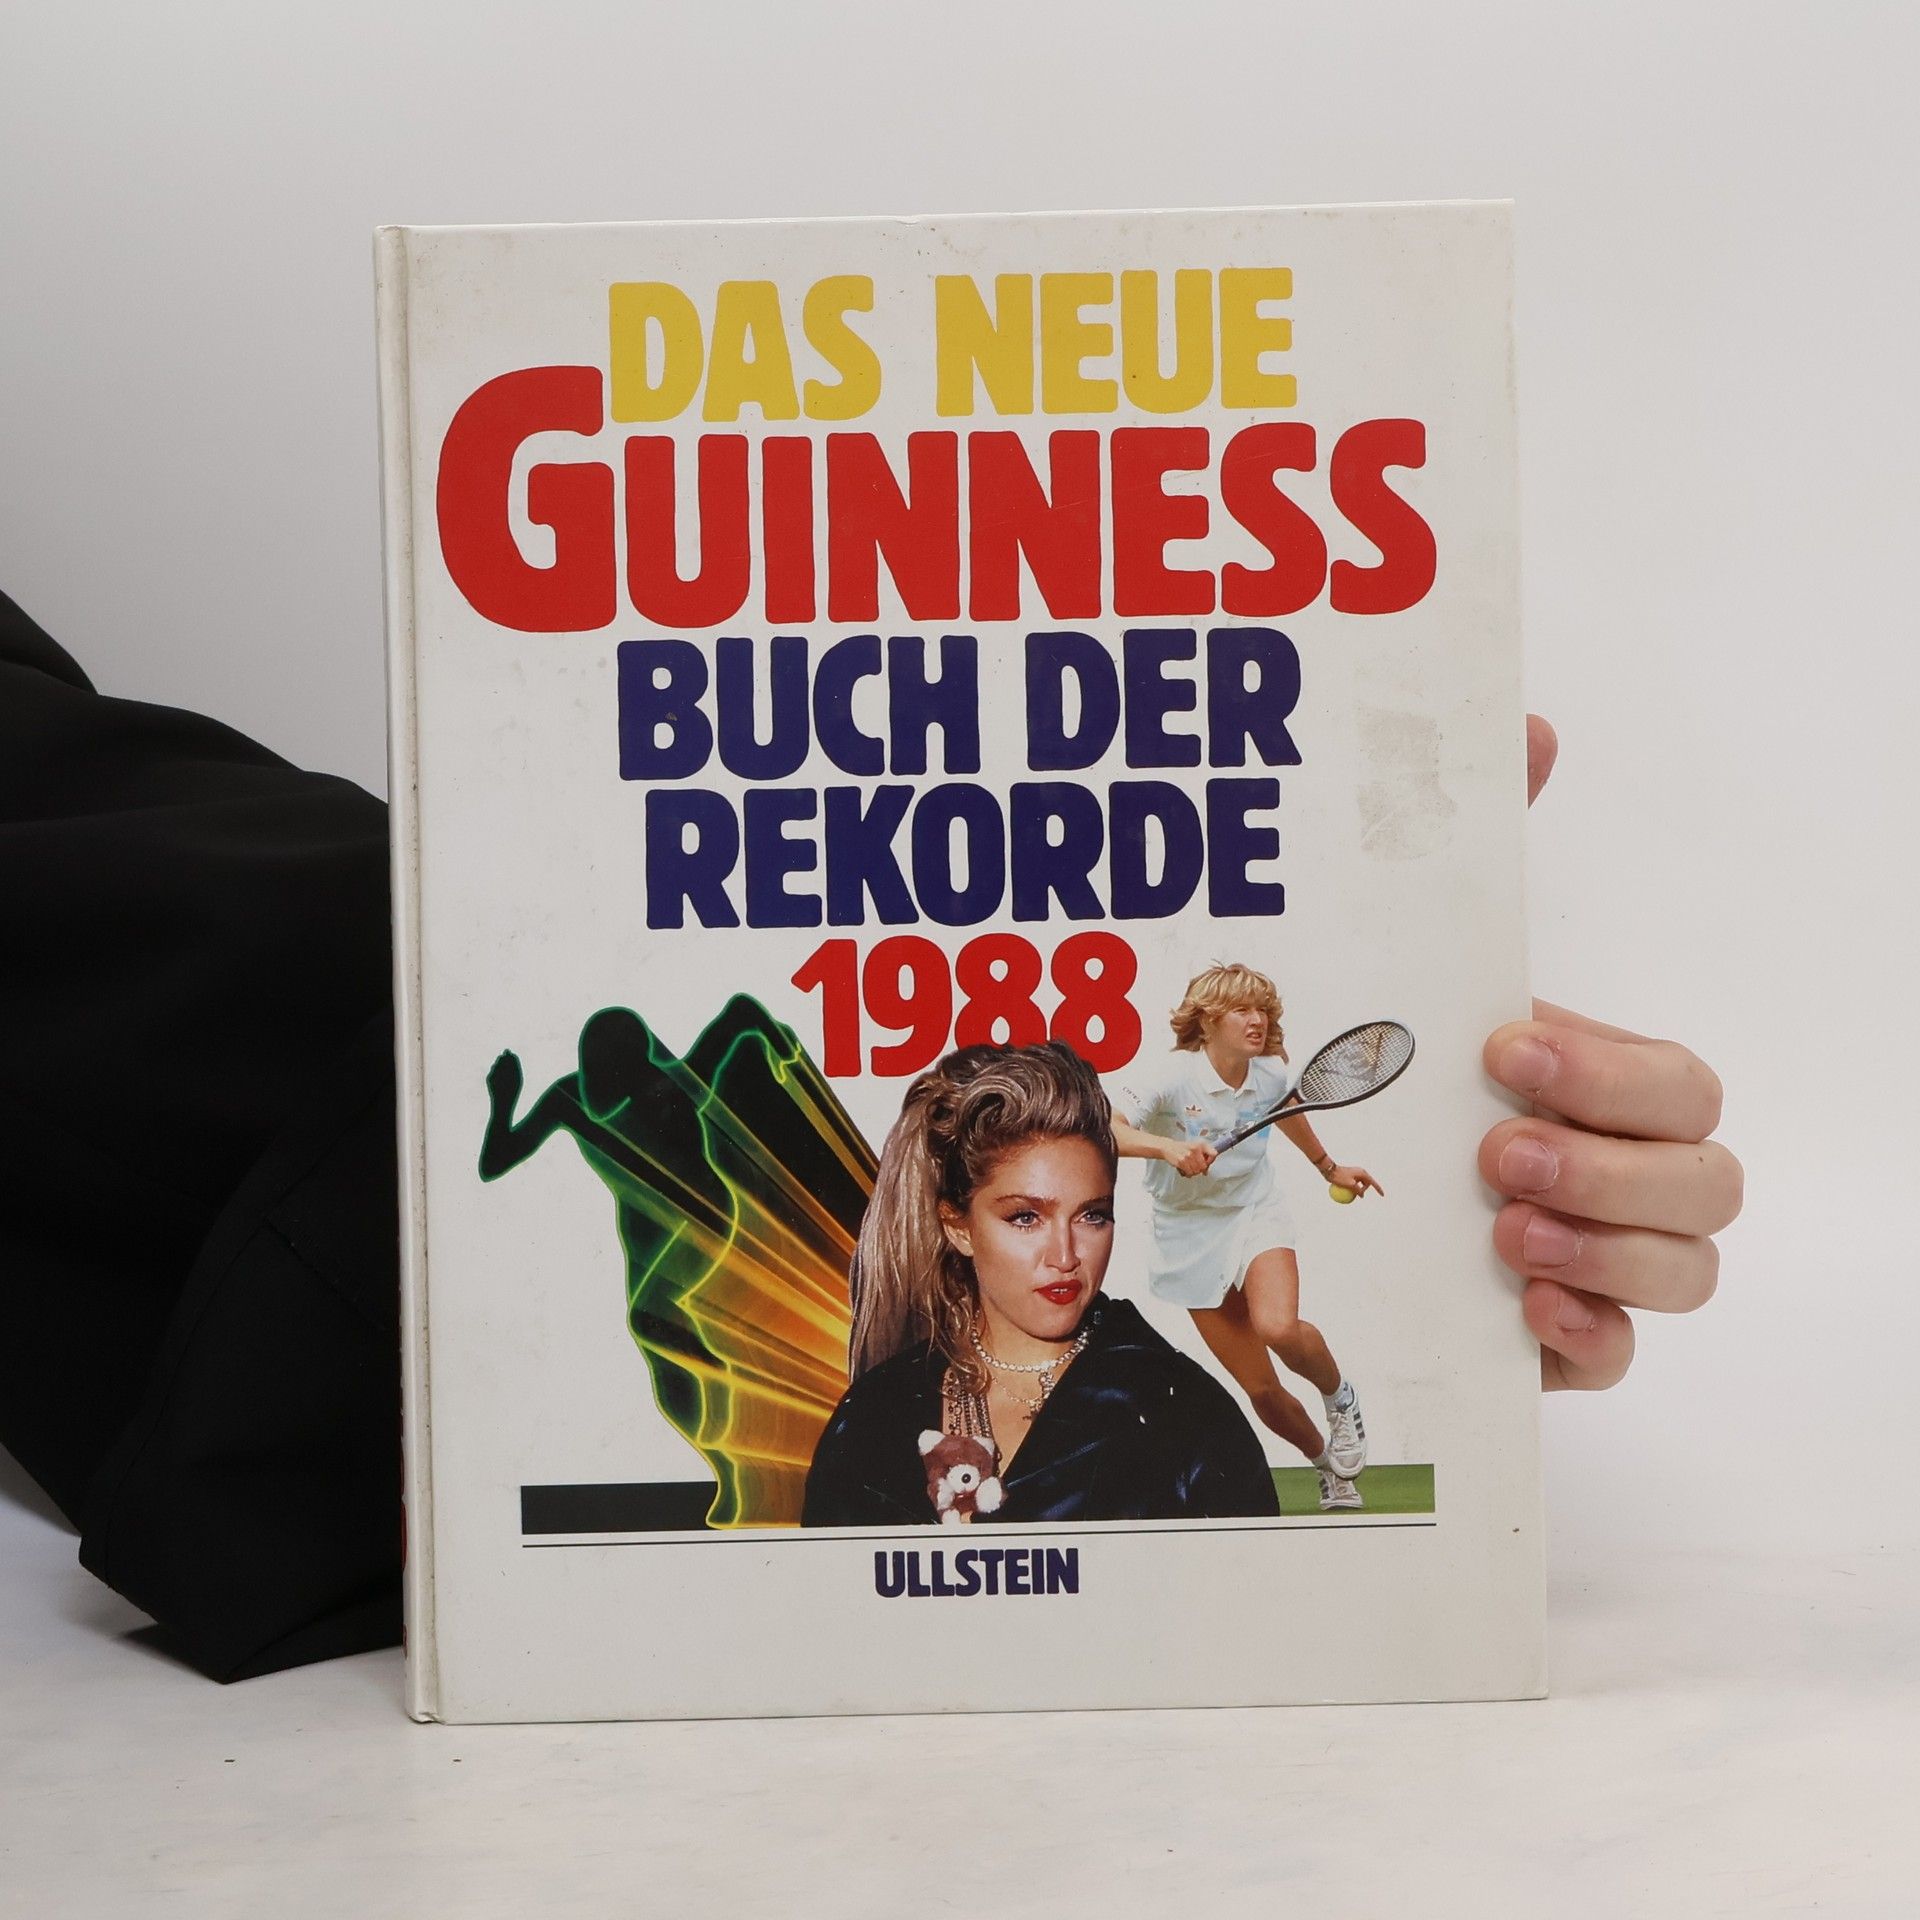 DAS NEUE
GUINNESS
BUCH DER
REKORDE
1988
ULLSTEIN